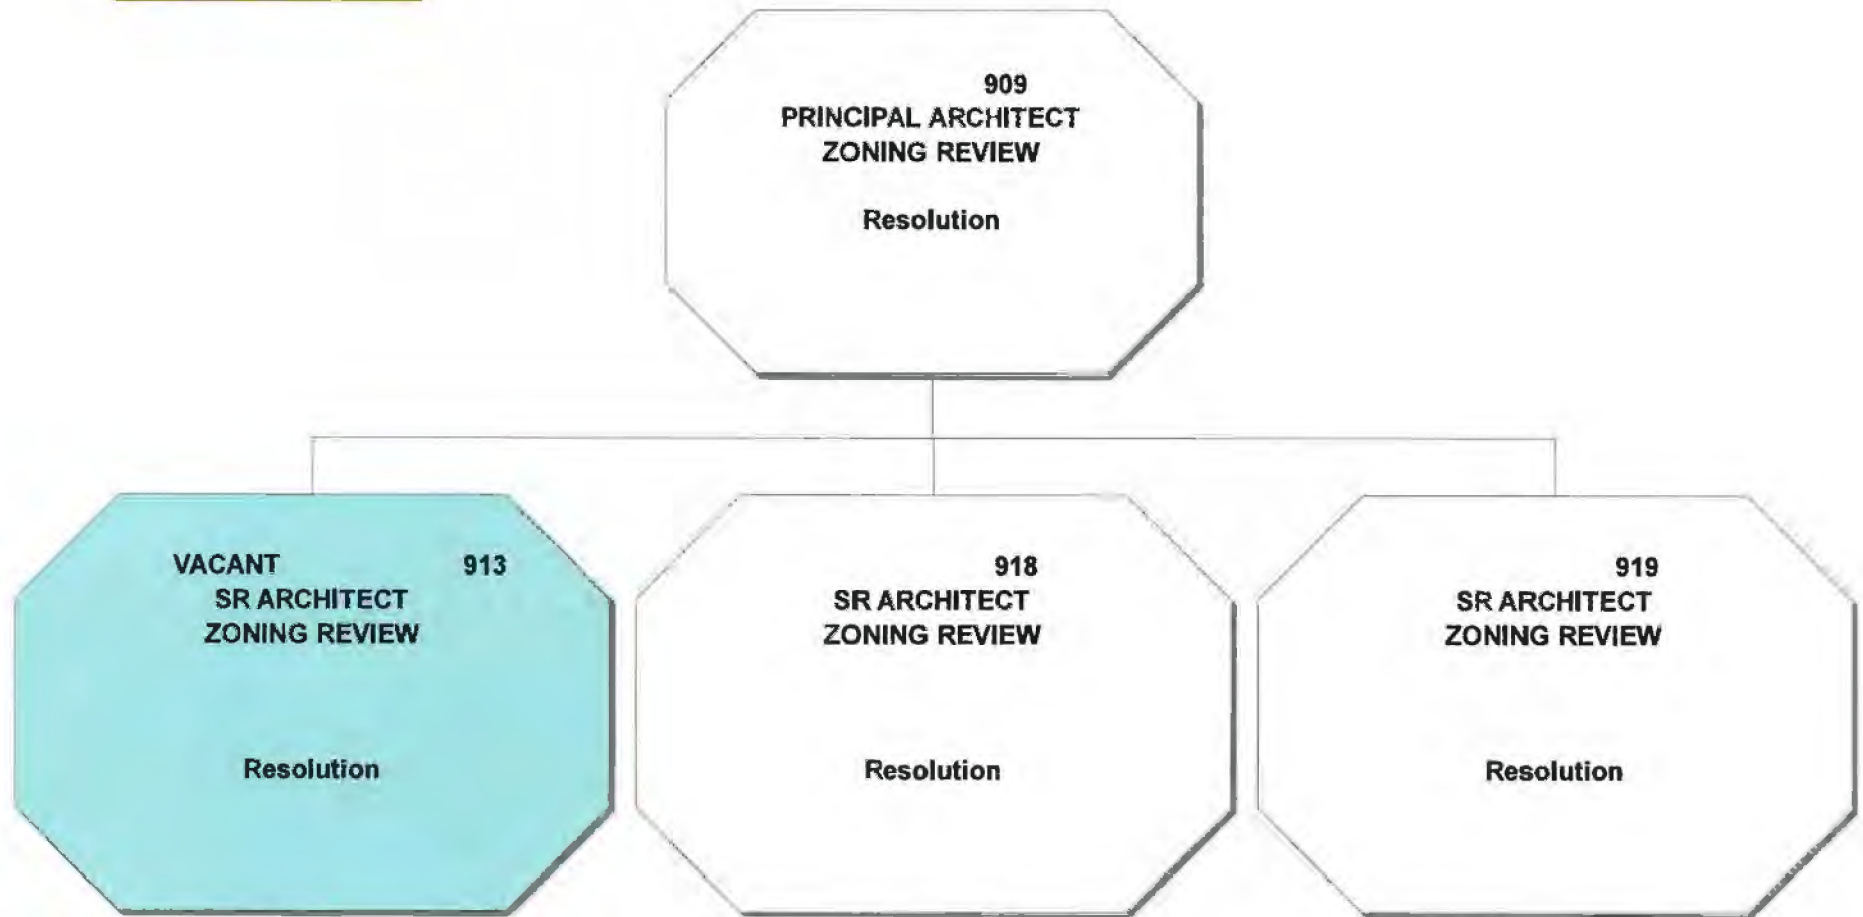 909
PRINCIPAL ARCHITECT
ZONING REVIEW
Resolution
VACANT 913
SR ARCHITECT
ZONING REVIEW
Resolution
918
SR ARCHITECT
ZONING REVIEW
Resolution
919
SR ARCHITECT
ZONING REVIEW
Resolution